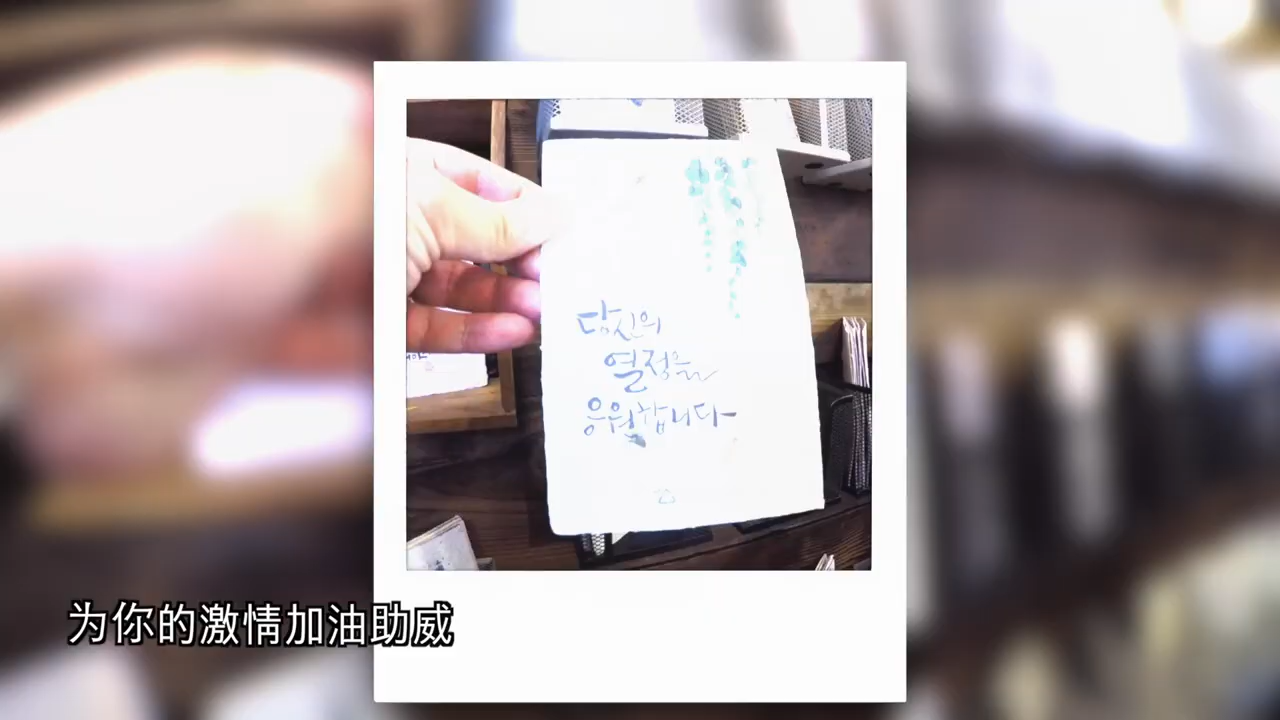 당신의
열정을
응원합니다
为你的激情加油助威